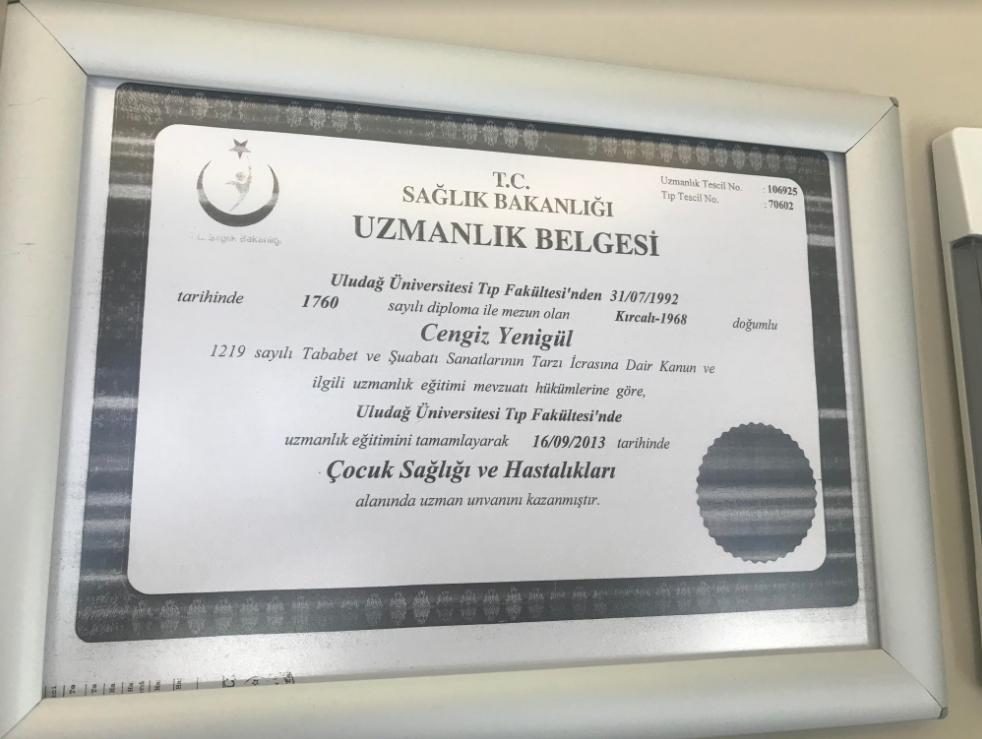 T.C.
SAĞLIK BAKANLIĞI
UZMANLIK BELGESİ
Uzmanlık Tescil No. : 106925
Tıp Tescil No. : 70602
T.C. Sağlık Bakanlığı
Uludağ Üniversitesi Tıp Fakültesi'nden 31/07/1992
tarihinde 1760 sayılı diploma ile mezun olan Kırcalı-1968 doğumlu
Cengiz Yenigül
1219 sayılı Tababet ve Şuabatı Sanatlarının Tarzı İcrasına Dair Kanun ve
ilgili uzmanlık eğitimi mevzuatı hükümlerine göre,
Uludağ Üniversitesi Tıp Fakültesi'nde
uzmanlık eğitimini tamamlayarak 16/09/2013 tarihinde
Çocuk Sağlığı ve Hastalıkları
alanında uzman unvanını kazanmıştır.